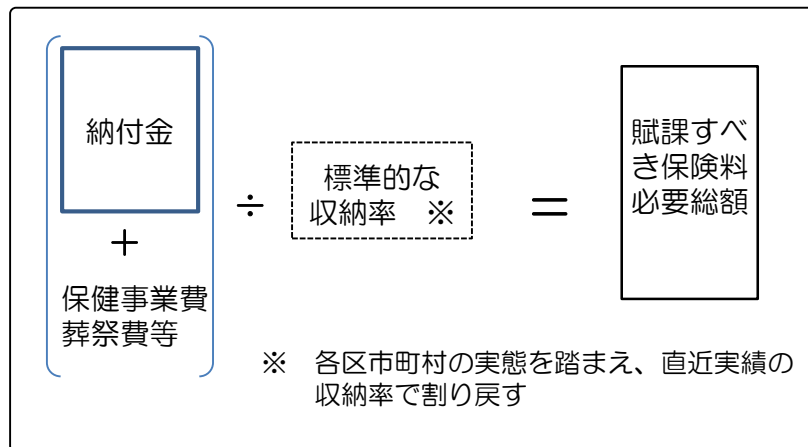 納付金
＋
保健事業費
葬祭費等
÷
標準的な
収納率　※
＝
賦課すべ
き保険料
必要総額
※　各区市町村の実態を踏まえ、直近実績の
収納率で割り戻す